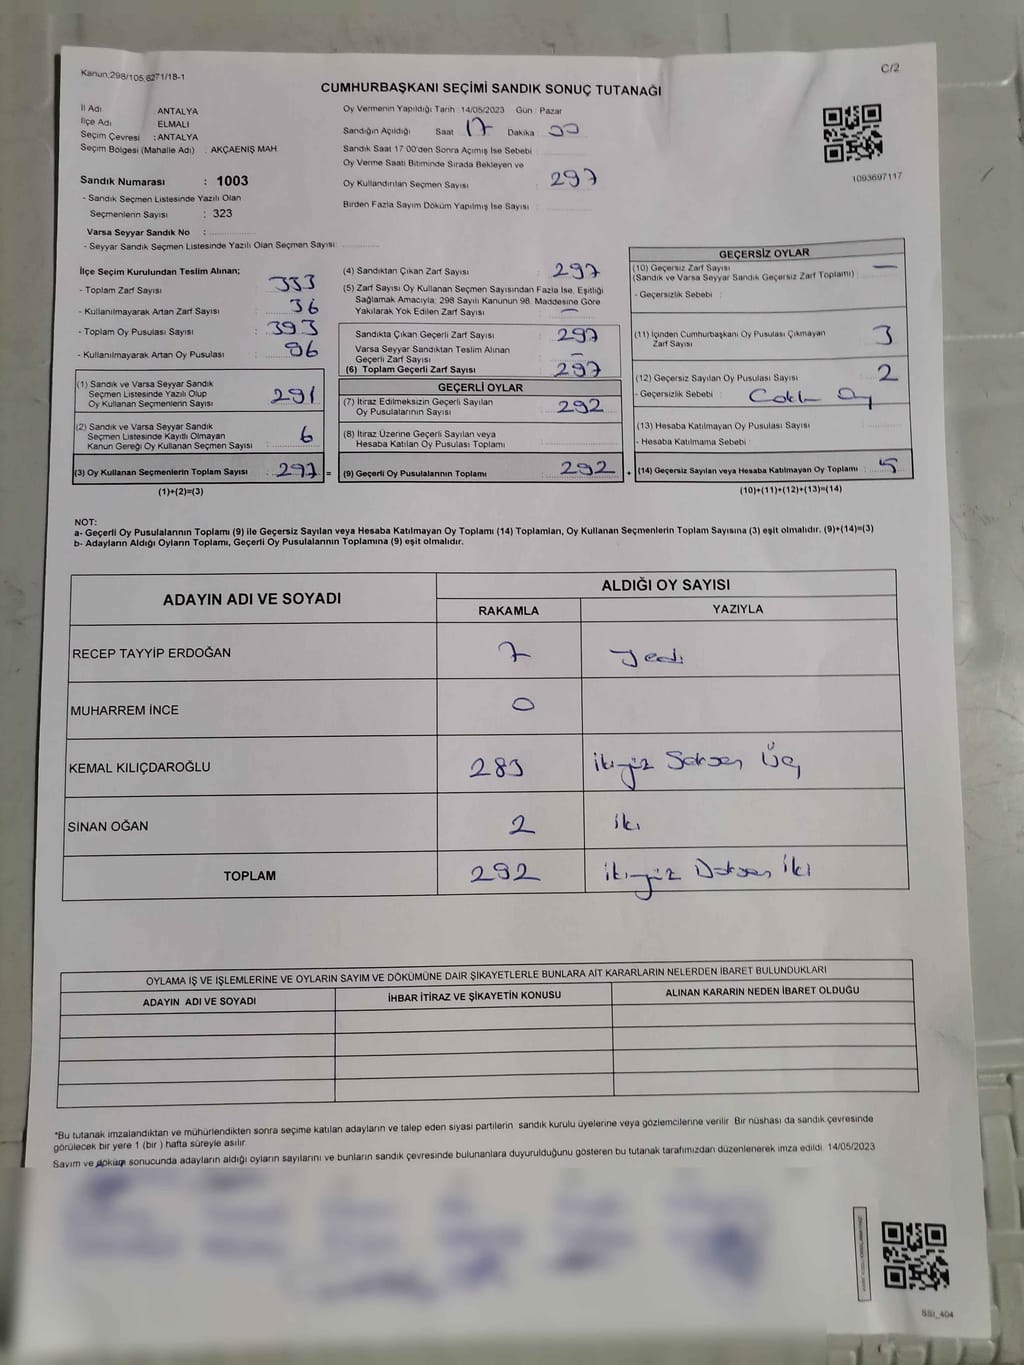 Kanun:298/105,6271/18-1
C/2
CUMHURBAŞKANI SEÇİMİ SANDIK SONUÇ TUTANAĞI
İl Adı ANTALYA
İlçe Adı ELMALI
Seçim Çevresi : ANTALYA
Seçim Bölgesi (Mahalle Adı) : AKÇAENİŞ MAH.
Sandık Numarası : 1003
- Sandık Seçmen Listesinde Yazılı Olan
Seçmenlerin Sayısı : 323
Varsa Seyyar Sandık No :
- Seyyar Sandık Seçmen Listesinde Yazılı Olan Seçmen Sayısı:
Oy Vermenin Yapıldığı Tarih : 14/05/2023 Gün : Pazar
Sandığın Açıldığı Saat 17 Dakika 00
Sandık Saat 17:00'den Sonra Açımış İse Sebebi
Oy Verme Saati Bitiminde Sırada Bekleyen ve
Oy Kullandırılan Seçmen Sayısı : 297
Birden Fazla Sayım Döküm Yapılmış İse Sayısı
1093697117
İlçe Seçim Kurulundan Teslim Alınan;
- Toplam Zarf Sayısı : 333
- Kullanılmayarak Artan Zarf Sayısı : 36
- Toplam Oy Pusulası Sayısı : 393
- Kullanılmayarak Artan Oy Pusulası : 96
(1) Sandık ve Varsa Seyyar Sandık
Seçmen Listesinde Yazılı Olup
Oy Kullanan Seçmenlerin Sayısı : 291
(2) Sandık ve Varsa Seyyar Sandık
Seçmen Listesinde Kayıtlı Olmayan
Kanun Gereği Oy Kullanan Seçmen Sayısı : 6
(3) Oy Kullanan Seçmenlerin Toplam Sayısı : 297 =
(1)+(2)=(3)
(4) Sandıktan Çıkan Zarf Sayısı : 297
(5) Zarf Sayısı Oy Kullanan Seçmen Sayısından Fazla İse, Eşitliği
Sağlamak Amacıyla; 298 Sayılı Kanunun 98. Maddesine Göre
Yakılarak Yok Edilen Zarf Sayısı : —
Sandıkta Çıkan Geçerli Zarf Sayısı : 297
Varsa Seyyar Sandıktan Teslim Alınan
Geçerli Zarf Sayısı : —
(6) Toplam Geçerli Zarf Sayısı : 297
GEÇERLİ OYLAR
(7) İtiraz Edilmeksizin Geçerli Sayılan
Oy Pusulalarının Sayısı : 292
(8) İtiraz Üzerine Geçerli Sayılan veya
Hesaba Katılan Oy Pusulası Toplamı
(9) Geçerli Oy Pusulalarının Toplamı : 292 +
GEÇERSİZ OYLAR
(10) Geçersiz Zarf Sayısı : —
(Sandık ve Varsa Seyyar Sandık Geçersiz Zarf Toplamı)
- Geçersizlik Sebebi :
(11) İçinden Cumhurbaşkanı Oy Pusulası Çıkmayan
Zarf Sayısı 3
(12) Geçersiz Sayılan Oy Pusulası Sayısı : 2
- Geçersizlik Sebebi : Oy
(13) Hesaba Katılmayan Oy Pusulası Sayısı
- Hesaba Katılmama Sebebi
(14) Geçersiz Sayılan veya Hesaba Katılmayan Oy Toplamı : 5
(10)+(11)+(12)+(13)=(14)
NOT:
a- Geçerli Oy Pusulalarının Toplamı (9) ile Geçersiz Sayılan veya Hesaba Katılmayan Oy Toplamı (14) Toplamları, Oy Kullanan Seçmenlerin Toplam Sayısına (3) eşit olmalıdır. (9)+(14)=(3)
b- Adayların Aldığı Oyların Toplamı, Geçerli Oy Pusulalarının Toplamına (9) eşit olmalıdır.
ADAYIN ADI VE SOYADI
ALDIĞI OY SAYISI
RAKAMLA YAZIYLA
RECEP TAYYİP ERDOĞAN 7 Yedi
MUHARREM İNCE 0
KEMAL KILIÇDAROĞLU 283 İkiyüz Seksen Üç
SİNAN OĞAN 2 İki
TOPLAM 292 İkiyüz Doksan İki
OYLAMA İŞ VE İŞLEMLERİNE VE OYLARIN SAYIM VE DÖKÜMÜNE DAİR ŞİKAYETLERLE BUNLARA AİT KARARLARIN NELERDEN İBARET BULUNDUKLARI
ADAYIN ADI VE SOYADI İHBAR İTİRAZ VE ŞİKAYETİN KONUSU ALINAN KARARIN NEDEN İBARET OLDUĞU
*Bu tutanak imzalandıktan ve mühürlendikten sonra seçime katılan adayların ve talep eden siyasi partilerin sandık kurulu üyelerine veya gözlemcilerine verilir. Bir nüshası da sandık çevresinde
görülecek bir yere 1 (bir ) hafta süreyle asılır.
Sayım ve döküm sonucunda adayların aldığı oyların sayılarını ve bunların sandık çevresinde bulunanlara duyurulduğunu gösteren bu tutanak tarafımızdan düzenlenerek imza edildi. 14/05/2023
SSI_404